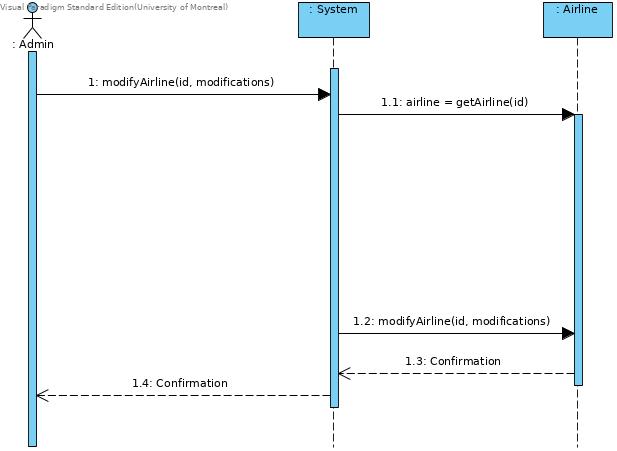 Visual Paradigm Standard Edition(University of Montreal)
: System
: Airline
: Admin
1: modifyAirline(id, modifications)
1.1: airline = getAirline(id)
1.2: modifyAirline(id, modifications)
1.3: Confirmation
1.4: Confirmation